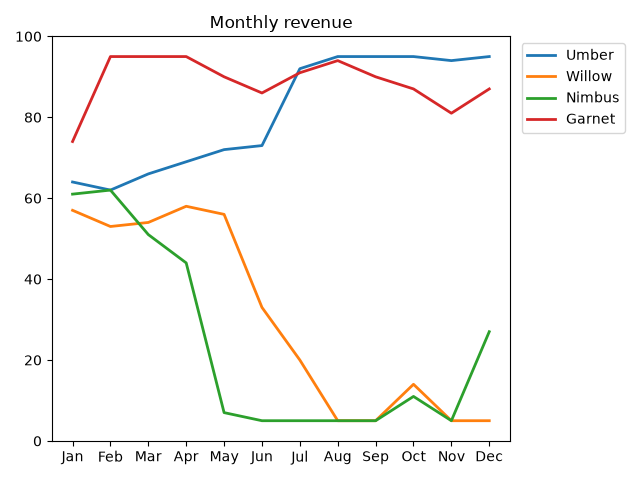 Monthly revenue
100
80
60
40
20
0
Jan Feb Mar Apr May Jun Jul Aug Sep Oct Nov Dec
Umber
Willow
Nimbus
Garnet